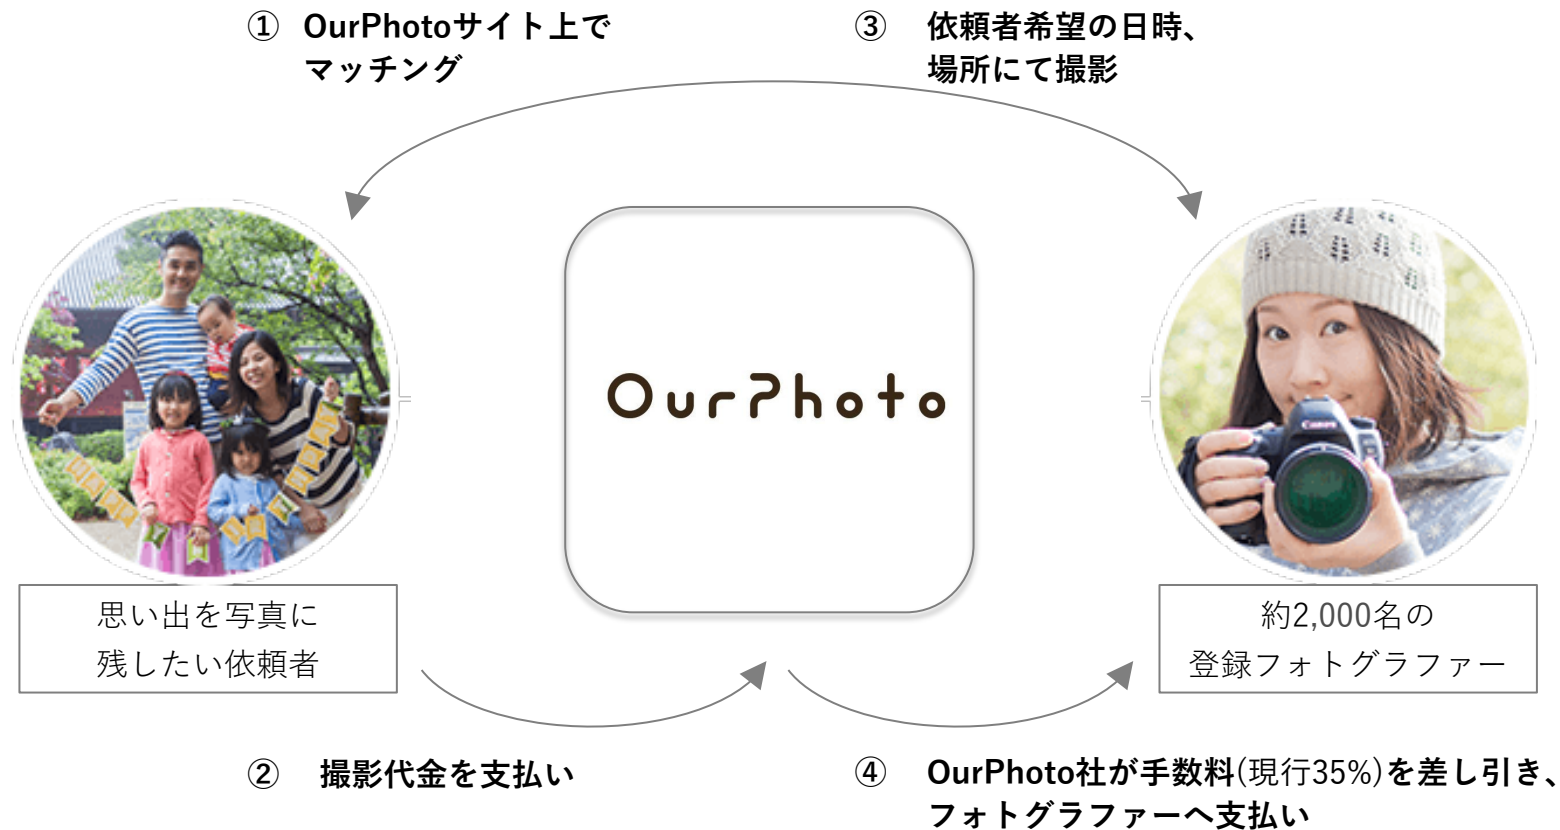 ① OurPhotoサイト上で
マッチング
③ 依頼者希望の日時、
場所にて撮影
OurPhoto
Canon
思い出を写真に
残したい依頼者
約2,000名の
登録フォトグラファー
② 撮影代金を支払い
④ OurPhoto社が手数料(現行35%)を差し引き、
フォトグラファーへ支払い